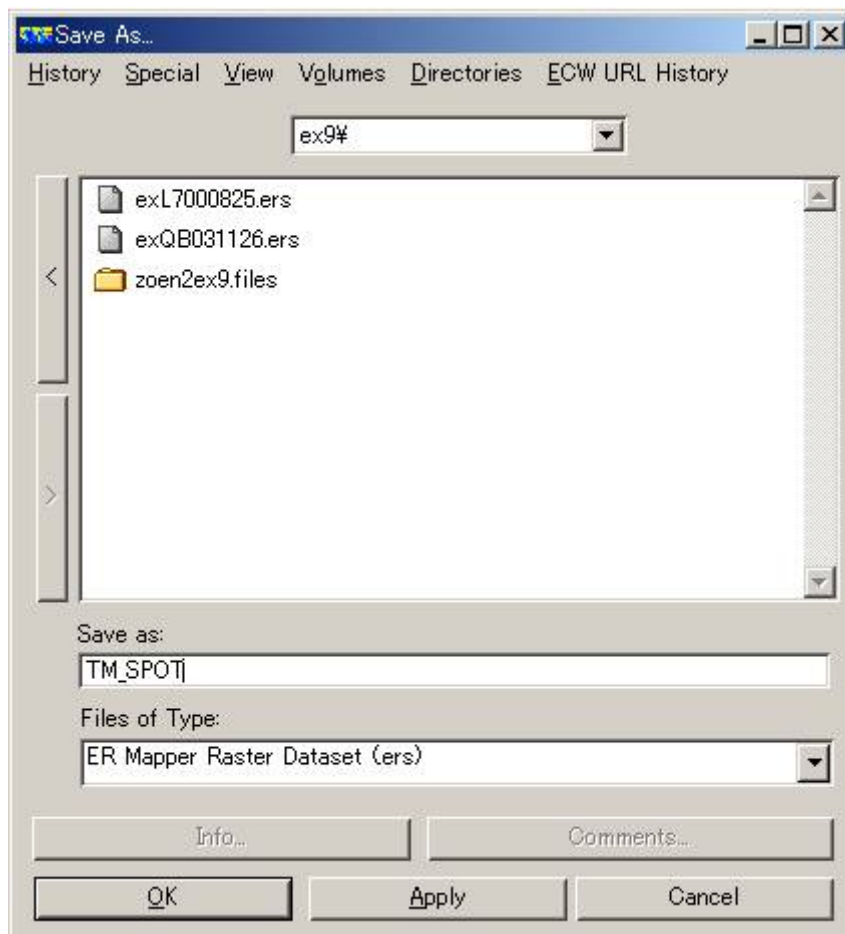 Save As...
History Special View Volumes Directories ECW URL History
ex9¥
exL7000825.ers
exQB031126.ers
zoen2ex9.files
<
>
Save as:
TM_SPOT
Files of Type:
ER Mapper Raster Dataset (ers)
Info... Comments...
OK Apply Cancel